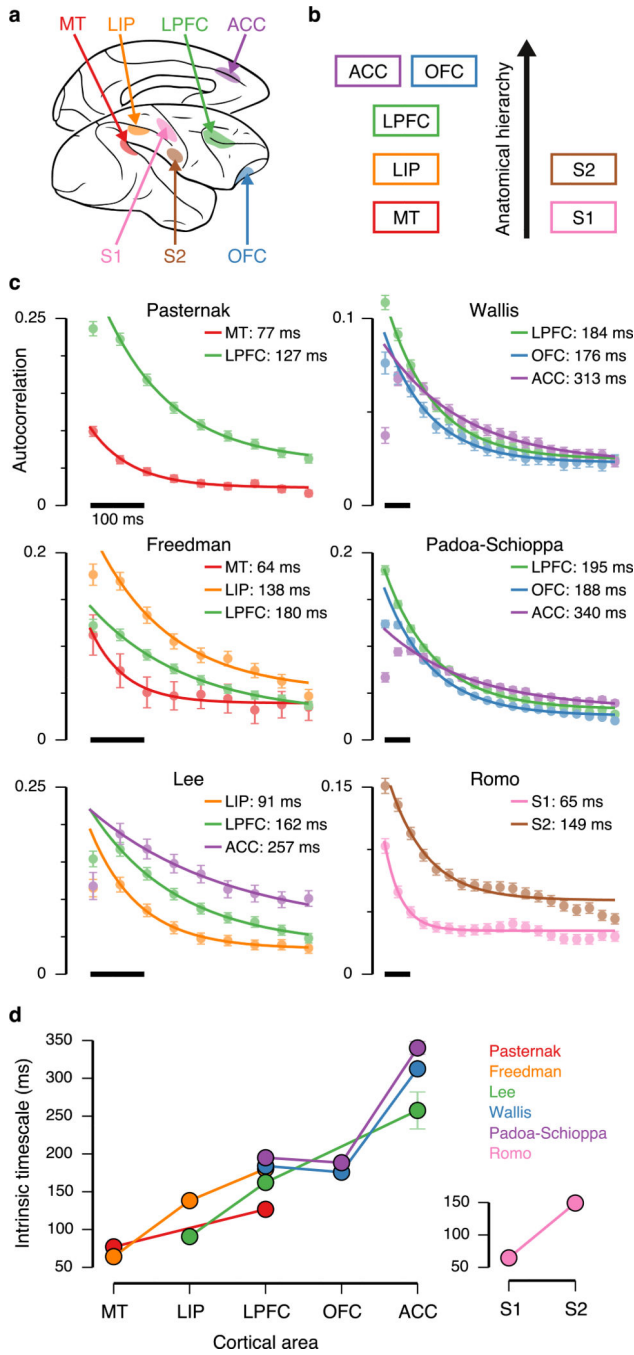 a
MT LIP LPFC ACC
S1 S2 OFC
b
ACC OFC
LPFC
LIP S2
MT S1
Anatomical hierarchy
c
Pasternak
0.25
MT: 77 ms
LPFC: 127 ms
Autocorrelation
0
100 ms
Wallis
0.1
LPFC: 184 ms
OFC: 176 ms
ACC: 313 ms
0
Freedman
0.2
MT: 64 ms
LIP: 138 ms
LPFC: 180 ms
0
Padoa-Schioppa
0.2
LPFC: 195 ms
OFC: 188 ms
ACC: 340 ms
0
Lee
0.25
LIP: 91 ms
LPFC: 162 ms
ACC: 257 ms
0
Romo
0.15
S1: 65 ms
S2: 149 ms
0
d
350
300
250
200
150
100
50
Intrinsic timescale (ms)
MT LIP LPFC OFC ACC
Cortical area
Pasternak
Freedman
Lee
Wallis
Padoa-Schioppa
Romo
150
100
50
S1 S2